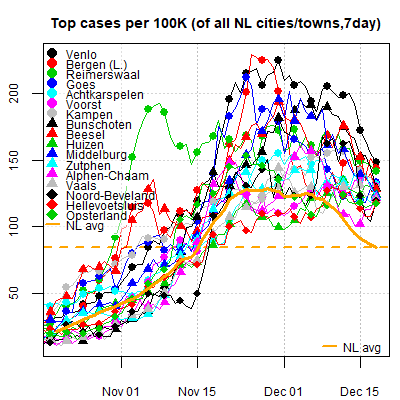 Top cases per 100K (of all NL cities/towns,7day)
Venlo
Bergen (L.)
Reimerswaal
Goes
Achtkarspelen
Voorst
Kampen
Bunschoten
Beesel
Huizen
Middelburg
Zutphen
Alphen-Chaam
Vaals
Noord-Beveland
Hellevoetsluis
Opsterland
NL avg
200
150
100
50
NL avg
Nov 01 Nov 15 Dec 01 Dec 15